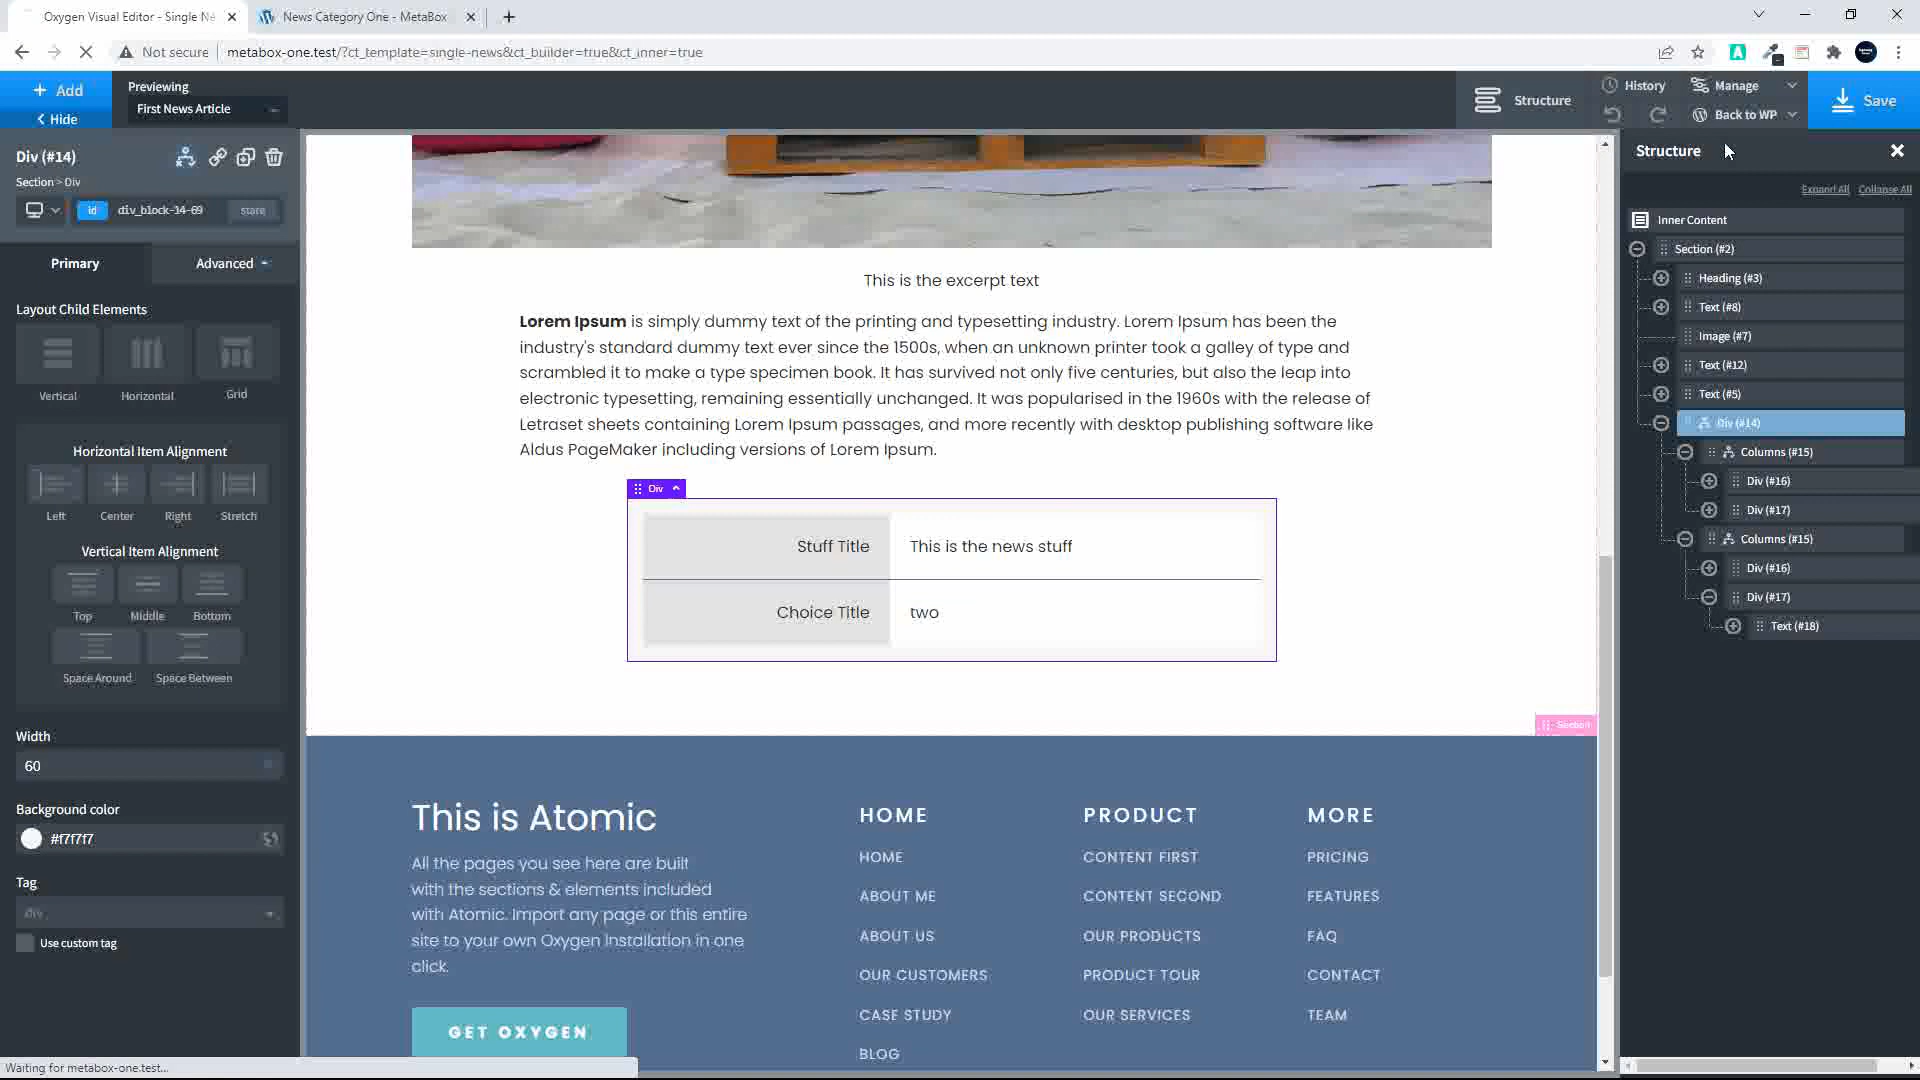 Oxygen Visual Editor - Single Ne
News Category One - MetaBox
Not secure
metabox-one.test/?ct_template=single-news&ct_builder=true&ct_inner=true
Add
Hide
Previewing
First News Article
Structure
History
Manage
Back to WP
Save
Div (#14)
Section > Div
id
div_block-14-69
state
Primary
Advanced
Layout Child Elements
Vertical
Horizontal
Grid
Horizontal Item Alignment
Left
Center
Right
Stretch
Vertical Item Alignment
Top
Middle
Bottom
Space Around
Space Between
Width
60
Background color
#f7f7f7
Tag
div
Use custom tag
This is the excerpt text
Lorem Ipsum is simply dummy text of the printing and typesetting industry. Lorem Ipsum has been the
industry's standard dummy text ever since the 1500s, when an unknown printer took a galley of type and
scrambled it to make a type specimen book. It has survived not only five centuries, but also the leap into
electronic typesetting, remaining essentially unchanged. It was popularised in the 1960s with the release of
Letraset sheets containing Lorem Ipsum passages, and more recently with desktop publishing software like
Aldus PageMaker including versions of Lorem Ipsum.
Div
Stuff Title
This is the news stuff
Choice Title
two
Section
This is Atomic
All the pages you see here are built
with the sections & elements included
with Atomic. Import any page or this entire
site to your own Oxygen Installation in one
click.
GET OXYGEN
HOME
HOME
ABOUT ME
ABOUT US
OUR CUSTOMERS
CASE STUDY
BLOG
PRODUCT
CONTENT FIRST
CONTENT SECOND
OUR PRODUCTS
PRODUCT TOUR
OUR SERVICES
MORE
PRICING
FEATURES
FAQ
CONTACT
TEAM
Structure
Expand All
Collapse All
Inner Content
Section (#2)
Heading (#3)
Text (#8)
Image (#7)
Text (#12)
Text (#5)
Div (#14)
Columns (#15)
Div (#16)
Div (#17)
Columns (#15)
Div (#16)
Div (#17)
Text (#18)
Waiting for metabox-one.test...